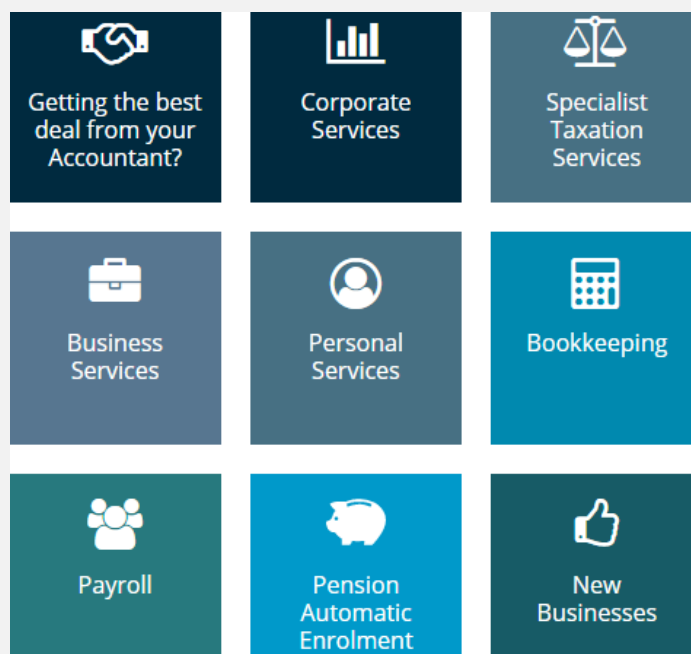 Getting the best
deal from your
Accountant?
Corporate
Services
Specialist
Taxation
Services
Business
Services
Personal
Services
Bookkeeping
Payroll
Pension
Automatic
Enrolment
New
Businesses